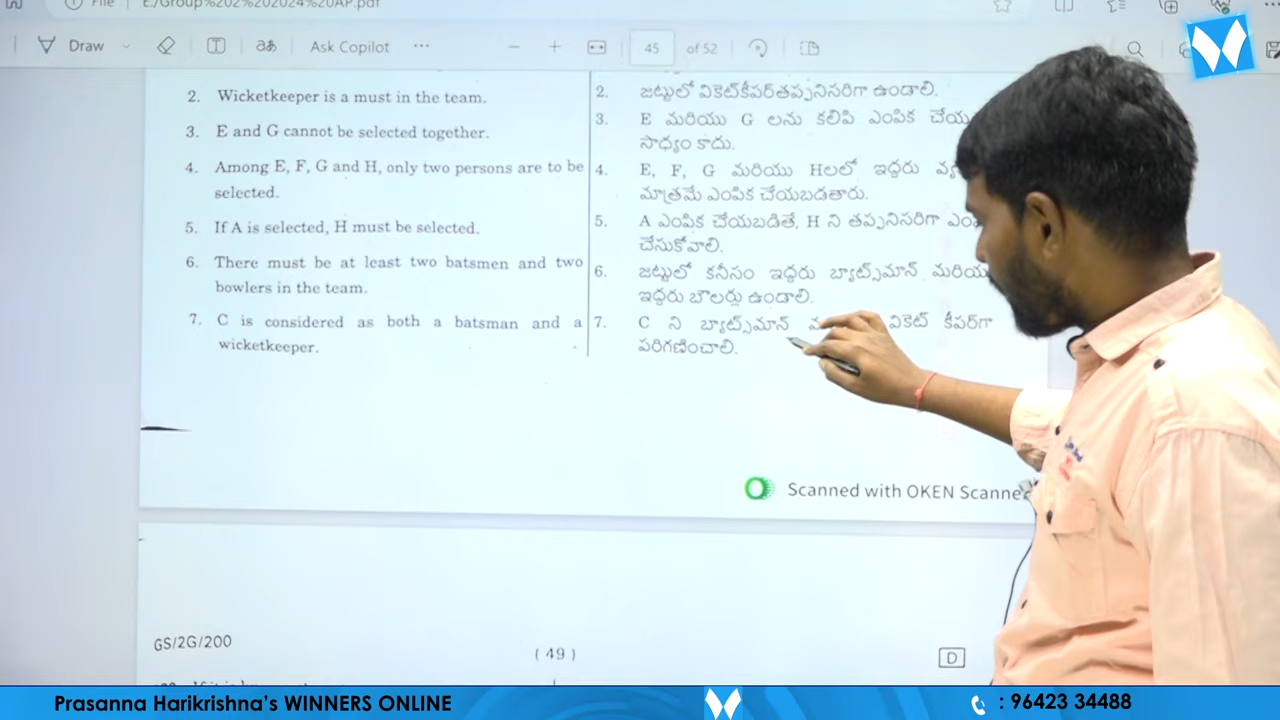 File E:/Group%202%202024%20AP.pdf
Draw aあ Ask Copilot ... 45 of 52
2. Wicketkeeper is a must in the team.
3. E and G cannot be selected together.
4. Among E, F, G and H, only two persons are to be
selected.
5. If A is selected, H must be selected.
6. There must be at least two batsmen and two
bowlers in the team.
7. C is considered as both a batsman and a
wicketkeeper.
2. జట్టులో వికెట్‌కీపర్‌తప్పనిసరిగా ఉండాలి.
3. E మరియు G లను కలిపి ఎంపిక
సాధ్యం కాదు.
4. E, F, G మరియు Hలలో ఇద్దరు
మాత్రమే ఎంపిక చేయబడతారు.
5. A ఎంపిక చేయబడితే, H ని తప్పనిసరిగా
చేసుకోవాలి.
6. జట్టులో కనీసం ఇద్దరు బ్యాట్స్‌మాన్ మరియు
ఇద్దరు బౌలర్లు ఉండాలి.
7. C ని బ్యాట్స్‌మాన్ వికెట్ కీపర్‌గా
పరిగణించాలి.
Scanned with OKEN Scanne
GS/2G/200
( 49 )
D
Prasanna Harikrishna's WINNERS ONLINE
: 96423 34488